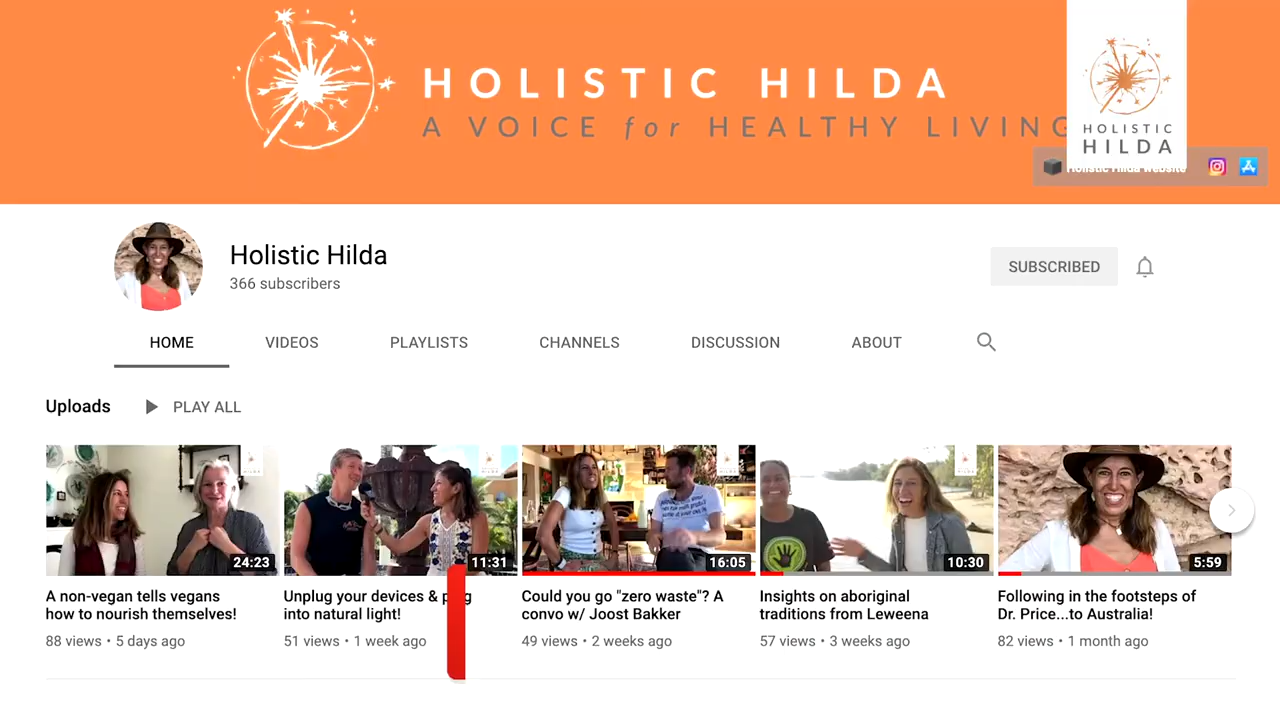 HOLISTIC HILDA
A VOICE for HEALTHY LIVING
HOLISTIC
HILDA
Holistic Hilda website
Holistic Hilda
366 subscribers
SUBSCRIBED
HOME VIDEOS PLAYLISTS CHANNELS DISCUSSION ABOUT
Uploads PLAY ALL
24:23
11:31
16:05
10:30
5:59
A non-vegan tells vegans
how to nourish themselves!
88 views • 5 days ago
Unplug your devices &
into natural light!
51 views • 1 week ago
Could you go "zero waste"? A
convo w/ Joost Bakker
49 views • 2 weeks ago
Insights on aboriginal
traditions from Leweena
57 views • 3 weeks ago
Following in the footsteps of
Dr. Price...to Australia!
82 views • 1 month ago